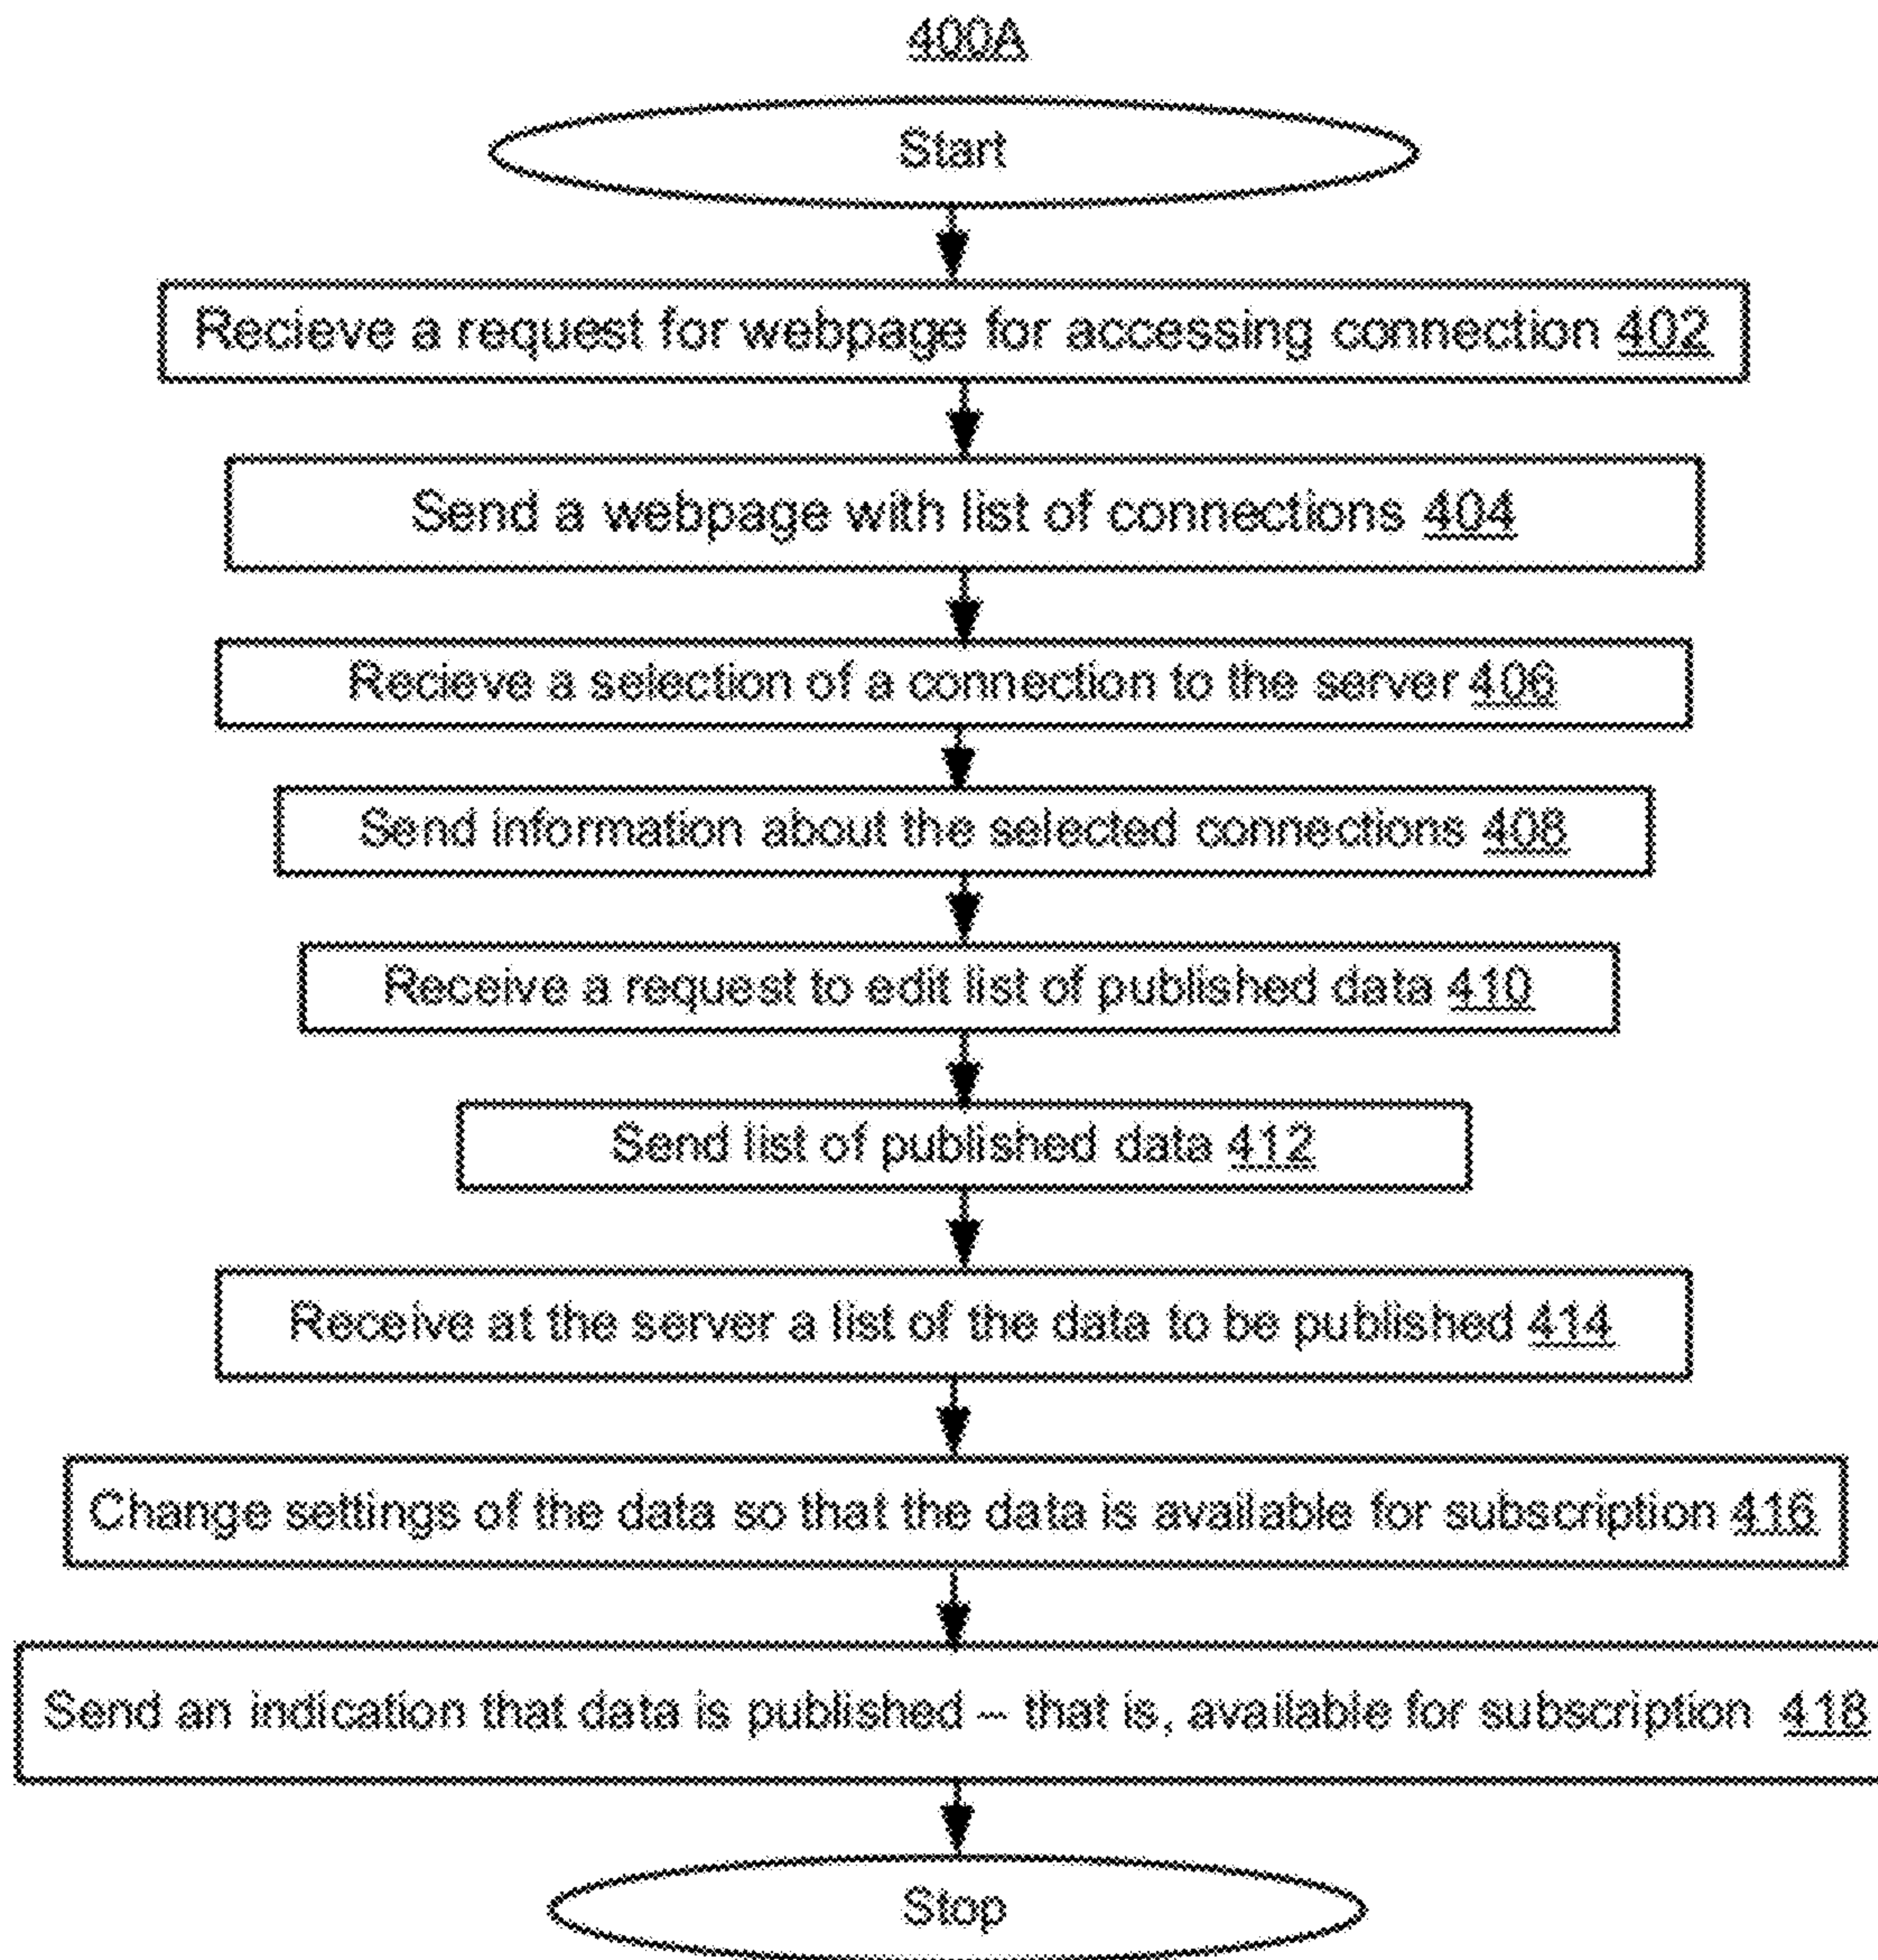 400A
Start
Recieve a request for webpage for accessing connection 402
Send a webpage with list of connections 404
Recieve a selection of a connection to the server 406
Send information about the selected connections 408
Receive a request to edit list of published data 410
Send list of published data 412
Receive at the server a list of the data to be published 414
Change settings of the data so that the data is available for subscription 416
Send an indication that data is published – that is, available for subscription 418
Stop